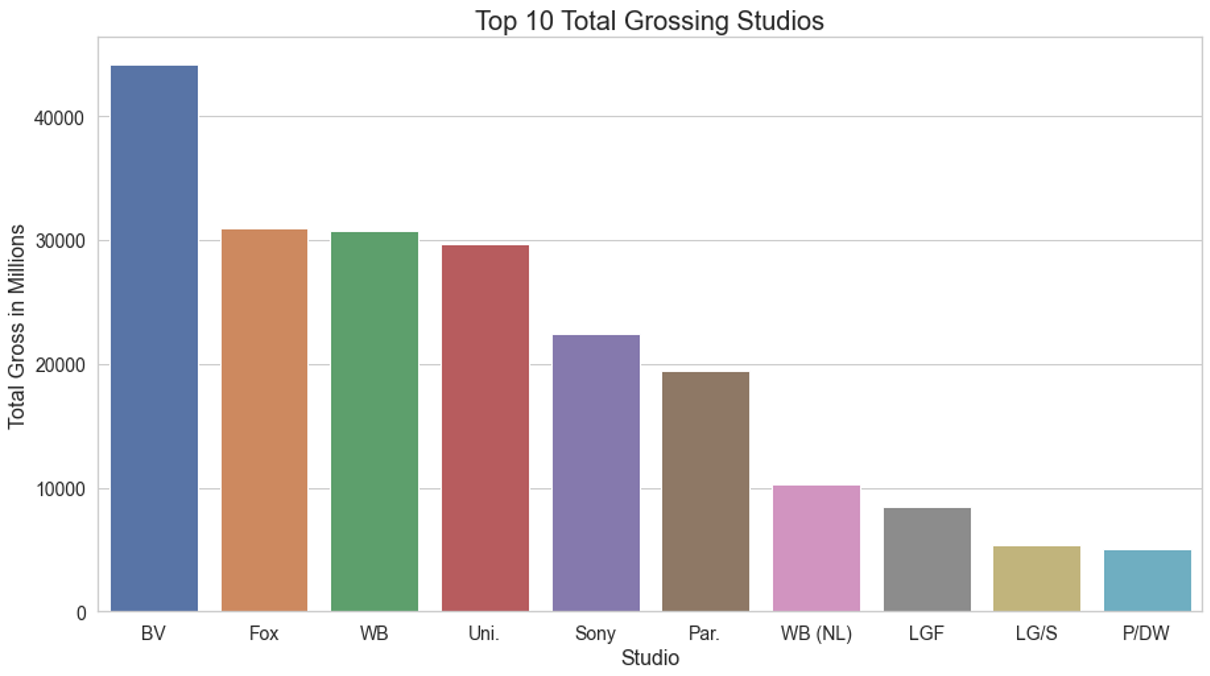 Top 10 Total Grossing Studios
Total Gross in Millions
40000
30000
20000
10000
0
BV Fox WB Uni. Sony Par. WB (NL) LGF LG/S P/DW
Studio